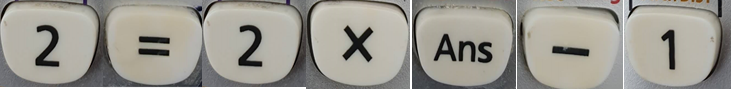 2 = 2 × Ans − 1